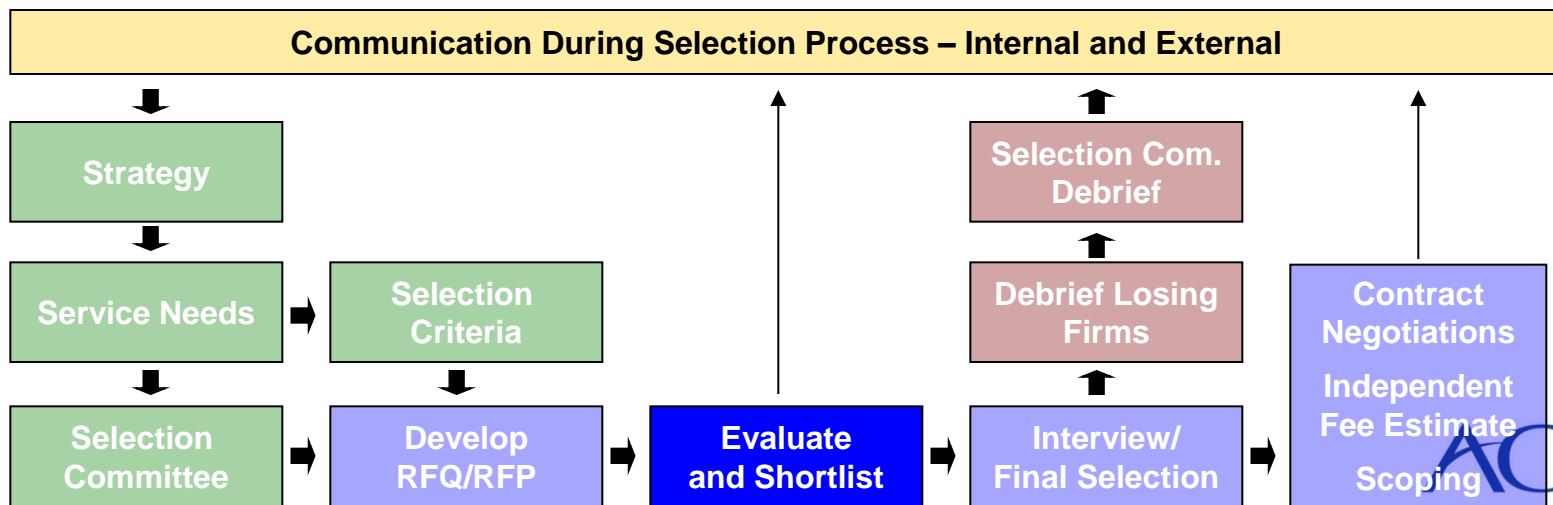 Communication During Selection Process – Internal and External
Strategy
Selection Com.
Debrief
Service Needs
Selection
Criteria
Debrief Losing
Firms
Contract
Negotiations
Independent
Fee Estimate
Scoping
Selection
Committee
Develop
RFQ/RFP
Evaluate
and Shortlist
Interview/
Final Selection